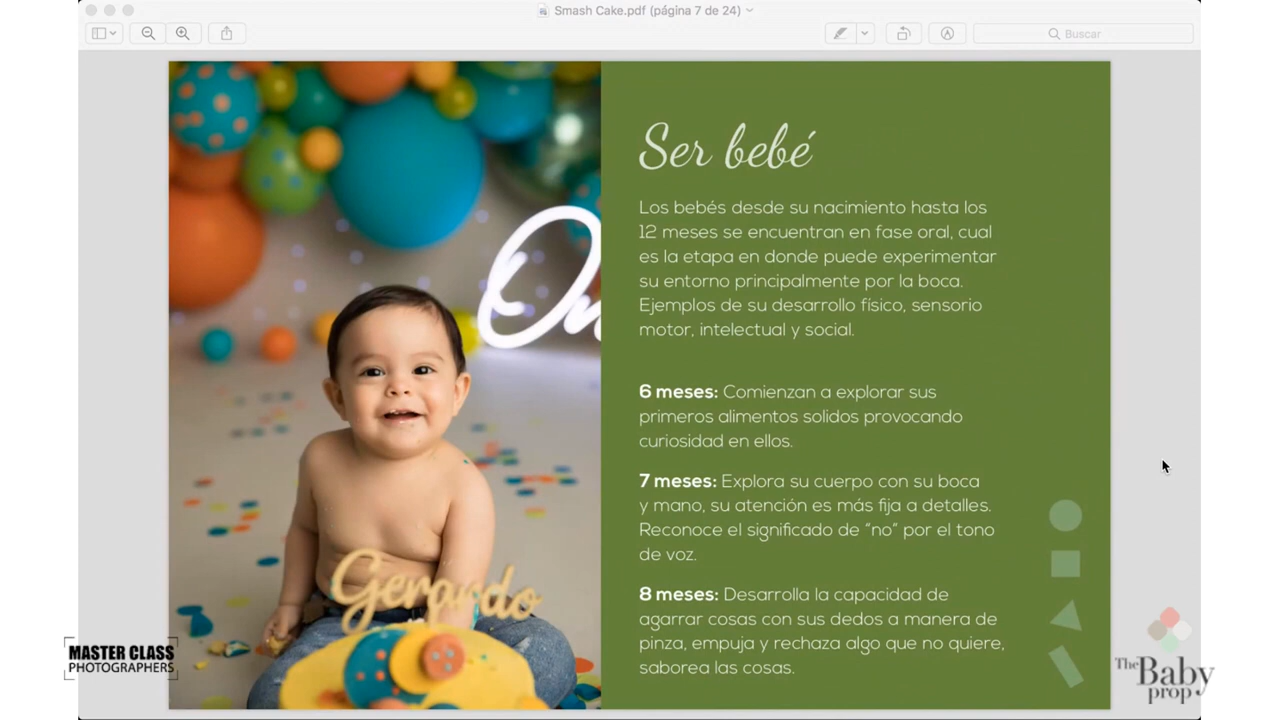 Smash Cake.pdf (página 7 de 24)
Buscar
Ser bebé
Los bebés desde su nacimiento hasta los
12 meses se encuentran en fase oral, cual
es la etapa en donde puede experimentar
su entorno principalmente por la boca.
Ejemplos de su desarrollo físico, sensorio
motor, intelectual y social.
6 meses: Comienzan a explorar sus
primeros alimentos solidos provocando
curiosidad en ellos.
7 meses: Explora su cuerpo con su boca
y mano, su atención es más fija a detalles.
Reconoce el significado de “no” por el tono
de voz.
8 meses: Desarrolla la capacidad de
agarrar cosas con sus dedos a manera de
pinza, empuja y rechaza algo que no quiere,
saborea las cosas.
Gerardo
MASTER CLASS
PHOTOGRAPHERS
The
Baby
prop